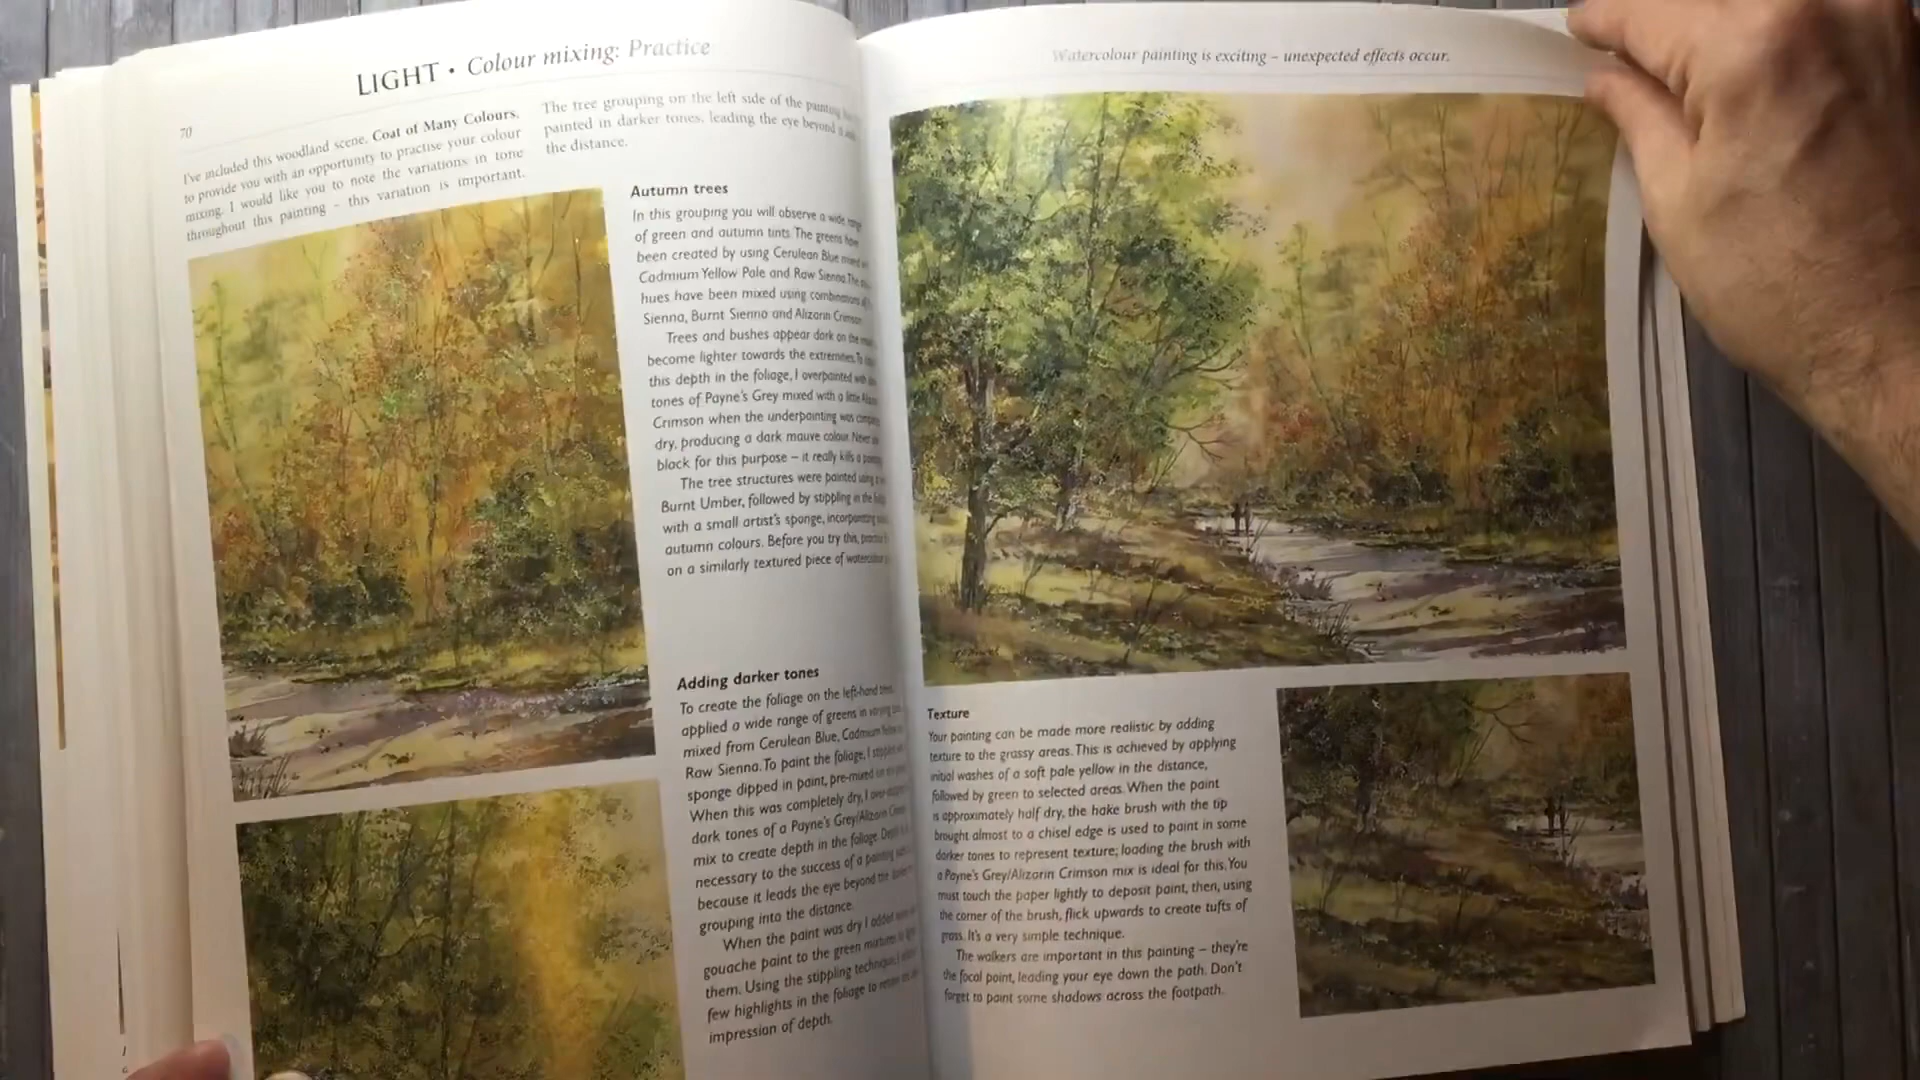 LIGHT • Colour mixing: Practice
70
I've included this woodland scene, Coat of Many Colours,
to provide you with an opportunity to practise your colour
mixing. I would like you to note the variations in tone
throughout this painting – this variation is important.
The tree grouping on the left side of the painting
painted in darker tones, leading the eye beyond
the distance.
Autumn trees
In this grouping you will observe a wide range
of green and autumn tints. The greens have
been created by using Cerulean Blue mixed
Cadmium Yellow Pale and Raw Sienna. The
hues have been mixed using combinations
Sienna, Burnt Sienna and Alizarin Crimson
Trees and bushes appear dark on the
become lighter towards the extremities. To
this depth in the foliage, I overpainted with
tones of Payne's Grey mixed with a little
Crimson when the underpainting was
dry, producing a dark mauve colour. Never
black for this purpose – it really kills a
The tree structures were painted using
Burnt Umber, followed by stippling in the
with a small artist's sponge, incorporating
autumn colours. Before you try this,
on a similarly textured piece of
Adding darker tones
To create the foliage on the left-hand
applied a wide range of greens in
mixed from Cerulean Blue, Cadmium
Raw Sienna. To paint the foliage, I
sponge dipped in paint, pre-mixed
When this was completely dry, I
dark tones of a Payne's Grey/Alizarin
mix to create depth in the foliage.
necessary to the success of a painting
because it leads the eye beyond the
grouping into the distance.
When the paint was dry I added
gouache paint to the green mixtures
them. Using the stippling technique,
few highlights in the foliage to
impression of depth.
Watercolour painting is exciting – unexpected effects occur.
Texture
Your painting can be made more realistic by adding
texture to the grassy areas. This is achieved by applying
initial washes of a soft pale yellow in the distance,
followed by green to selected areas. When the paint
is approximately half dry, the hake brush with the tip
brought almost to a chisel edge is used to paint in some
darker tones to represent texture; loading the brush with
a Payne's Grey/Alizarin Crimson mix is ideal for this. You
must touch the paper lightly to deposit paint, then, using
the corner of the brush, flick upwards to create tufts of
grass. It's a very simple technique.
The walkers are important in this painting – they're
the focal point, leading your eye down the path. Don't
forget to paint some shadows across the footpath.